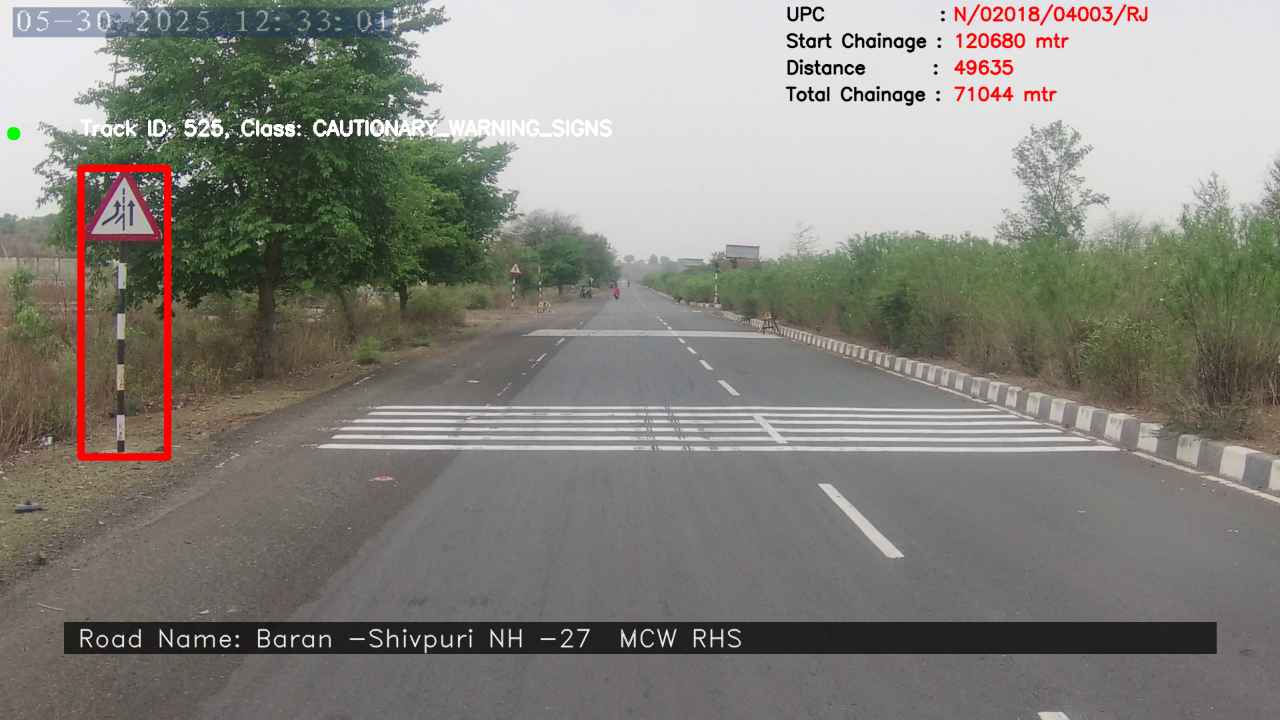 05-30-2025 12:33:01
UPC : N/02018/04003/RJ
Start Chainage : 120680 mtr
Distance : 49635
Total Chainage : 71044 mtr
Track ID: 525, Class: CAUTIONARY_WARNING_SIGNS
Road Name: Baran -Shivpuri NH -27 MCW RHS